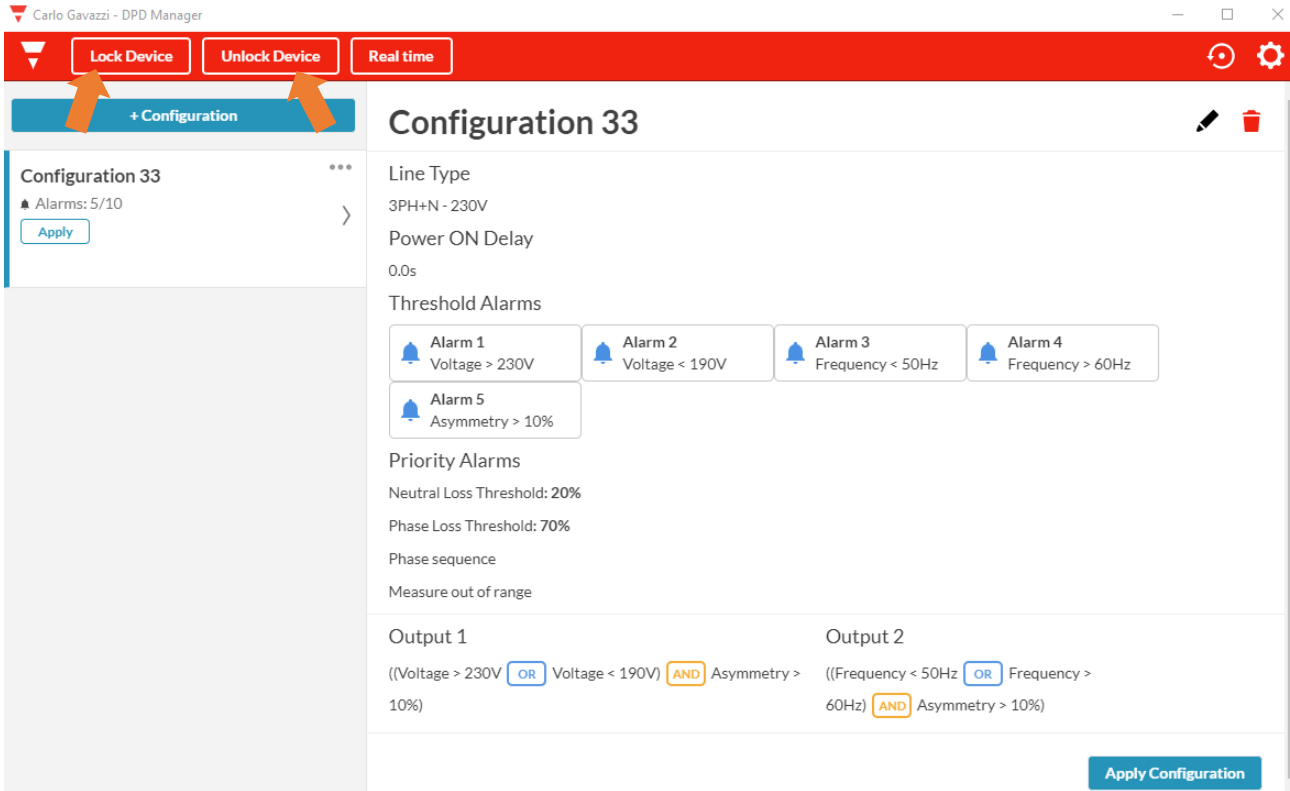 Carlo Gavazzi - DPD Manager
Lock Device Unlock Device Real time
+ Configuration
Configuration 33
Alarms: 5/10
Apply
Configuration 33
Line Type
3PH+N - 230V
Power ON Delay
0.0s
Threshold Alarms
Alarm 1
Voltage > 230V
Alarm 2
Voltage < 190V
Alarm 3
Frequency < 50Hz
Alarm 4
Frequency > 60Hz
Alarm 5
Asymmetry > 10%
Priority Alarms
Neutral Loss Threshold: 20%
Phase Loss Threshold: 70%
Phase sequence
Measure out of range
Output 1
((Voltage > 230V OR Voltage < 190V) AND Asymmetry >
10%)
Output 2
((Frequency < 50Hz OR Frequency >
60Hz) AND Asymmetry > 10%)
Apply Configuration